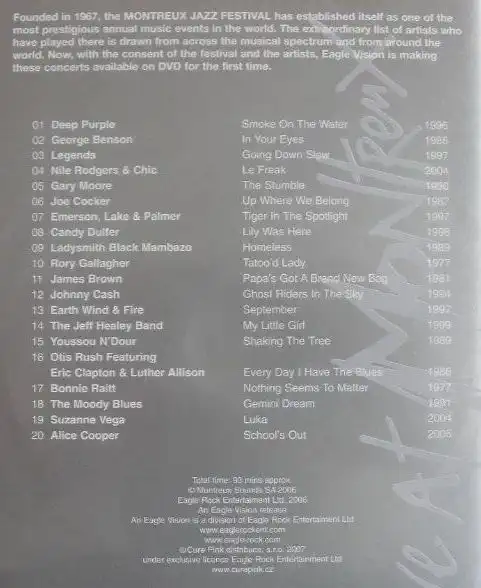 Founded in 1967, the MONTREUX JAZZ FESTIVAL has established itself as one of the
most prestigious annual music events in the world. The extraordinary list of artists who
have played there is drawn from across the musical spectrum and from around the
world. Now, with the consent of the festival and the artists, Eagle Vision is making
these concerts available on DVD for the first time.
01 Deep Purple Smoke On The Water 1996
02 George Benson In Your Eyes 1986
03 Legends Going Down Slow 1997
04 Nile Rodgers & Chic Le Freak 2004
05 Gary Moore The Stumble
06 Joe Cocker Up Where We Belong 1987
07 Emerson, Lake & Palmer Tiger In The Spotlight 1997
08 Candy Dulfer Lily Was Here 1998
09 Ladysmith Black Mambazo Homeless 1989
10 Rory Gallagher Tatoo'd Lady 1977
11 James Brown Papa's Got A Brand New Bag 1981
12 Johnny Cash Ghost Riders In The Sky 1994
13 Earth Wind & Fire September 1997
14 The Jeff Healey Band My Little Girl 1999
15 Youssou N'Dour Shaking The Tree 1989
16 Otis Rush Featuring
Eric Clapton & Luther Allison Every Day I Have The Blues 1986
17 Bonnie Raitt Nothing Seems To Matter 1977
18 The Moody Blues Gemini Dream 1991
19 Suzanne Vega Luka 2004
20 Alice Cooper School's Out 2005
at Montreux
Total time: 93 mins approx
© Montreux Sounds SA 2006
Eagle Rock Entertaiment Ltd. 2006
An Eagle Vision release
An Eagle Vision is a division of Eagle Rock Entertaiment Ltd
www.eaglerockent.com
www.eagle-rock.com
© Cure Pink distribuce, s.r.o. 2007
under exclusive licence Eagle Rock Entertaiment Ltd
www.curepink.cz